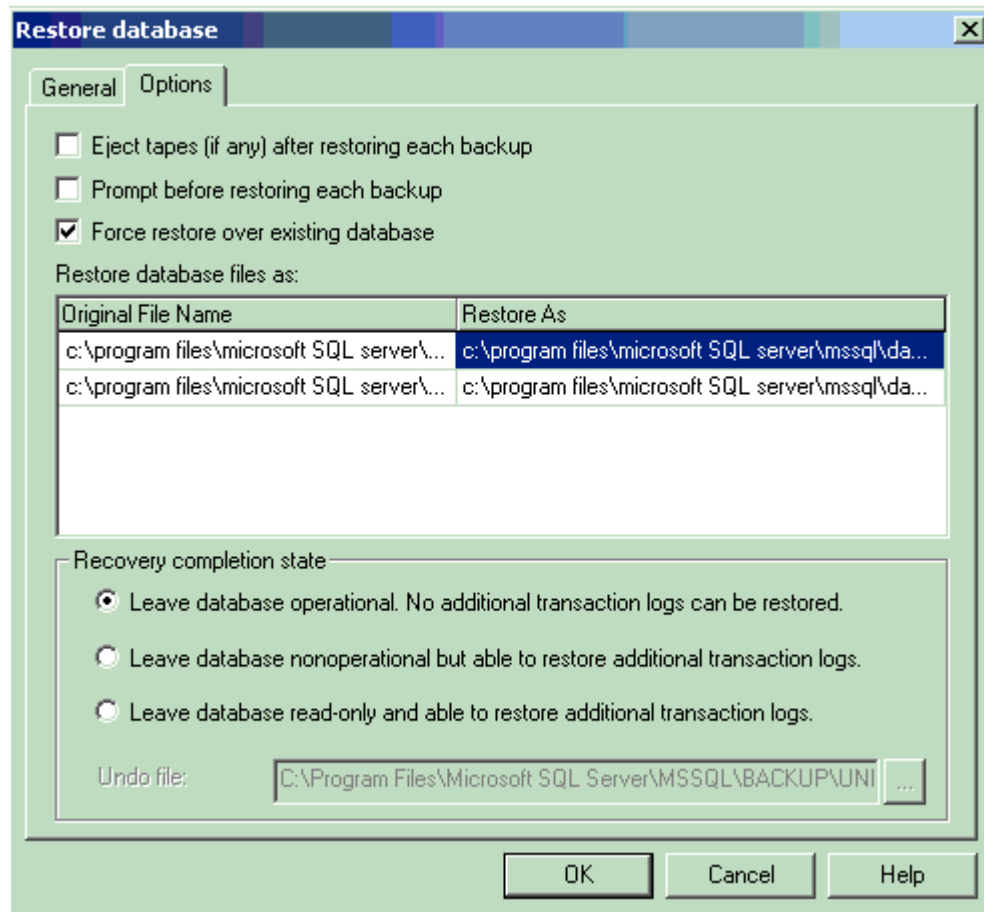 Restore database
General Options
Eject tapes (if any) after restoring each backup
Prompt before restoring each backup
Force restore over existing database
Restore database files as:
Original File Name Restore As
c:\program files\microsoft SQL server\... c:\program files\microsoft SQL server\mssql\da...
c:\program files\microsoft SQL server\... c:\program files\microsoft SQL server\mssql\da...
Recovery completion state
Leave database operational. No additional transaction logs can be restored.
Leave database nonoperational but able to restore additional transaction logs.
Leave database read-only and able to restore additional transaction logs.
Undo file: C:\Program Files\Microsoft SQL Server\MSSQL\BACKUP\UNI ...
OK Cancel Help